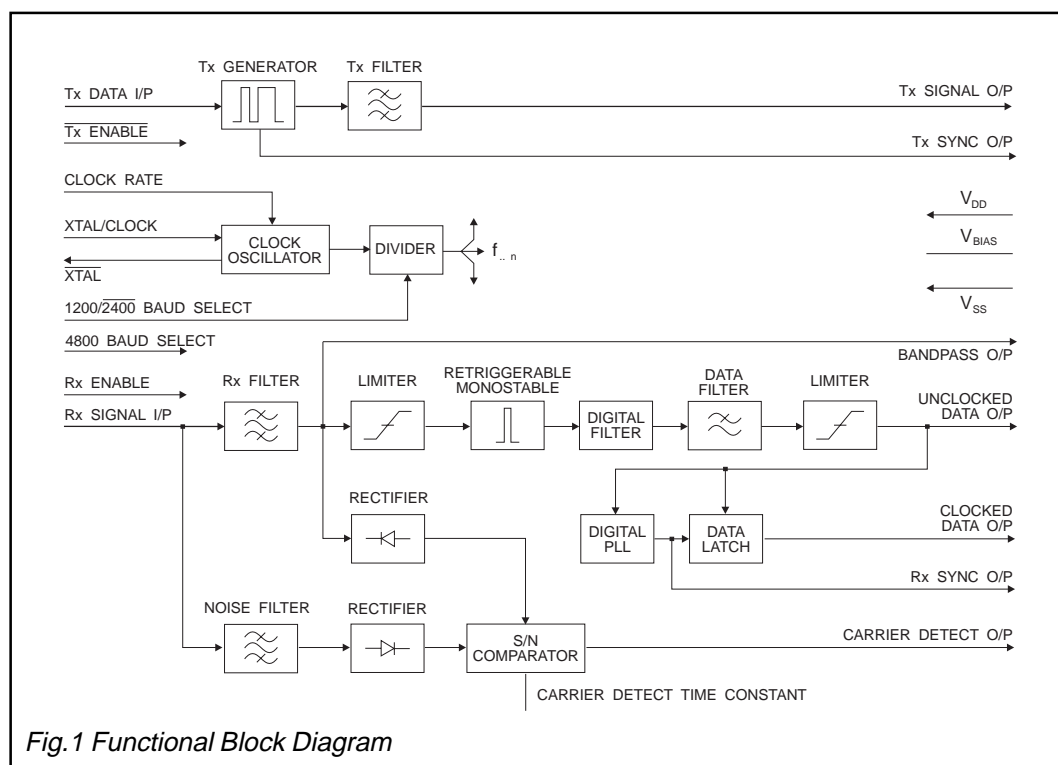 Tx GENERATOR
Tx FILTER
Tx DATA I/P
Tx SIGNAL O/P
Tx ENABLE
Tx SYNC O/P
CLOCK RATE
VDD
XTAL/CLOCK
CLOCK
OSCILLATOR
DIVIDER
f.. n
VBIAS
XTAL
1200/2400 BAUD SELECT
VSS
4800 BAUD SELECT
BANDPASS O/P
Rx ENABLE
Rx FILTER
LIMITER
RETRIGGERABLE
MONOSTABLE
DATA
FILTER
LIMITER
UNCLOCKED
DATA O/P
Rx SIGNAL I/P
DIGITAL
FILTER
RECTIFIER
DIGITAL
PLL
DATA
LATCH
CLOCKED
DATA O/P
Rx SYNC O/P
NOISE FILTER
RECTIFIER
S/N
COMPARATOR
CARRIER DETECT O/P
CARRIER DETECT TIME CONSTANT
Fig.1 Functional Block Diagram